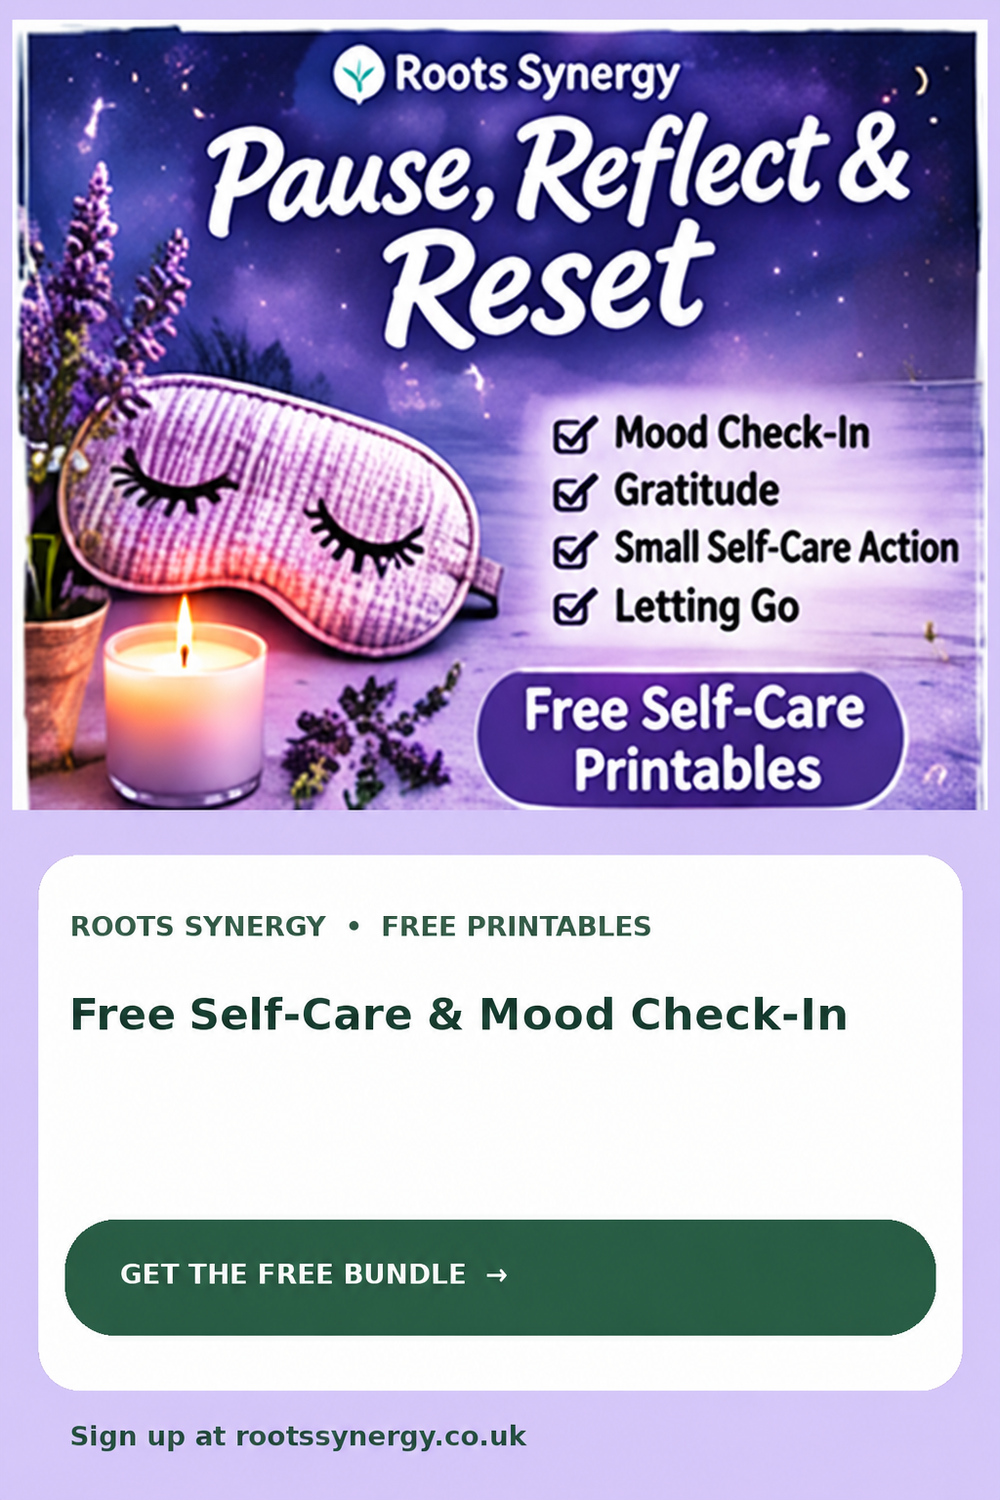 Roots Synergy
Pause, Reflect &
Reset
Mood Check-In
Gratitude
Small Self-Care Action
Letting Go
Free Self-Care
Printables
ROOTS SYNERGY • FREE PRINTABLES
Free Self-Care & Mood Check-In
GET THE FREE BUNDLE →
Sign up at rootssynergy.co.uk